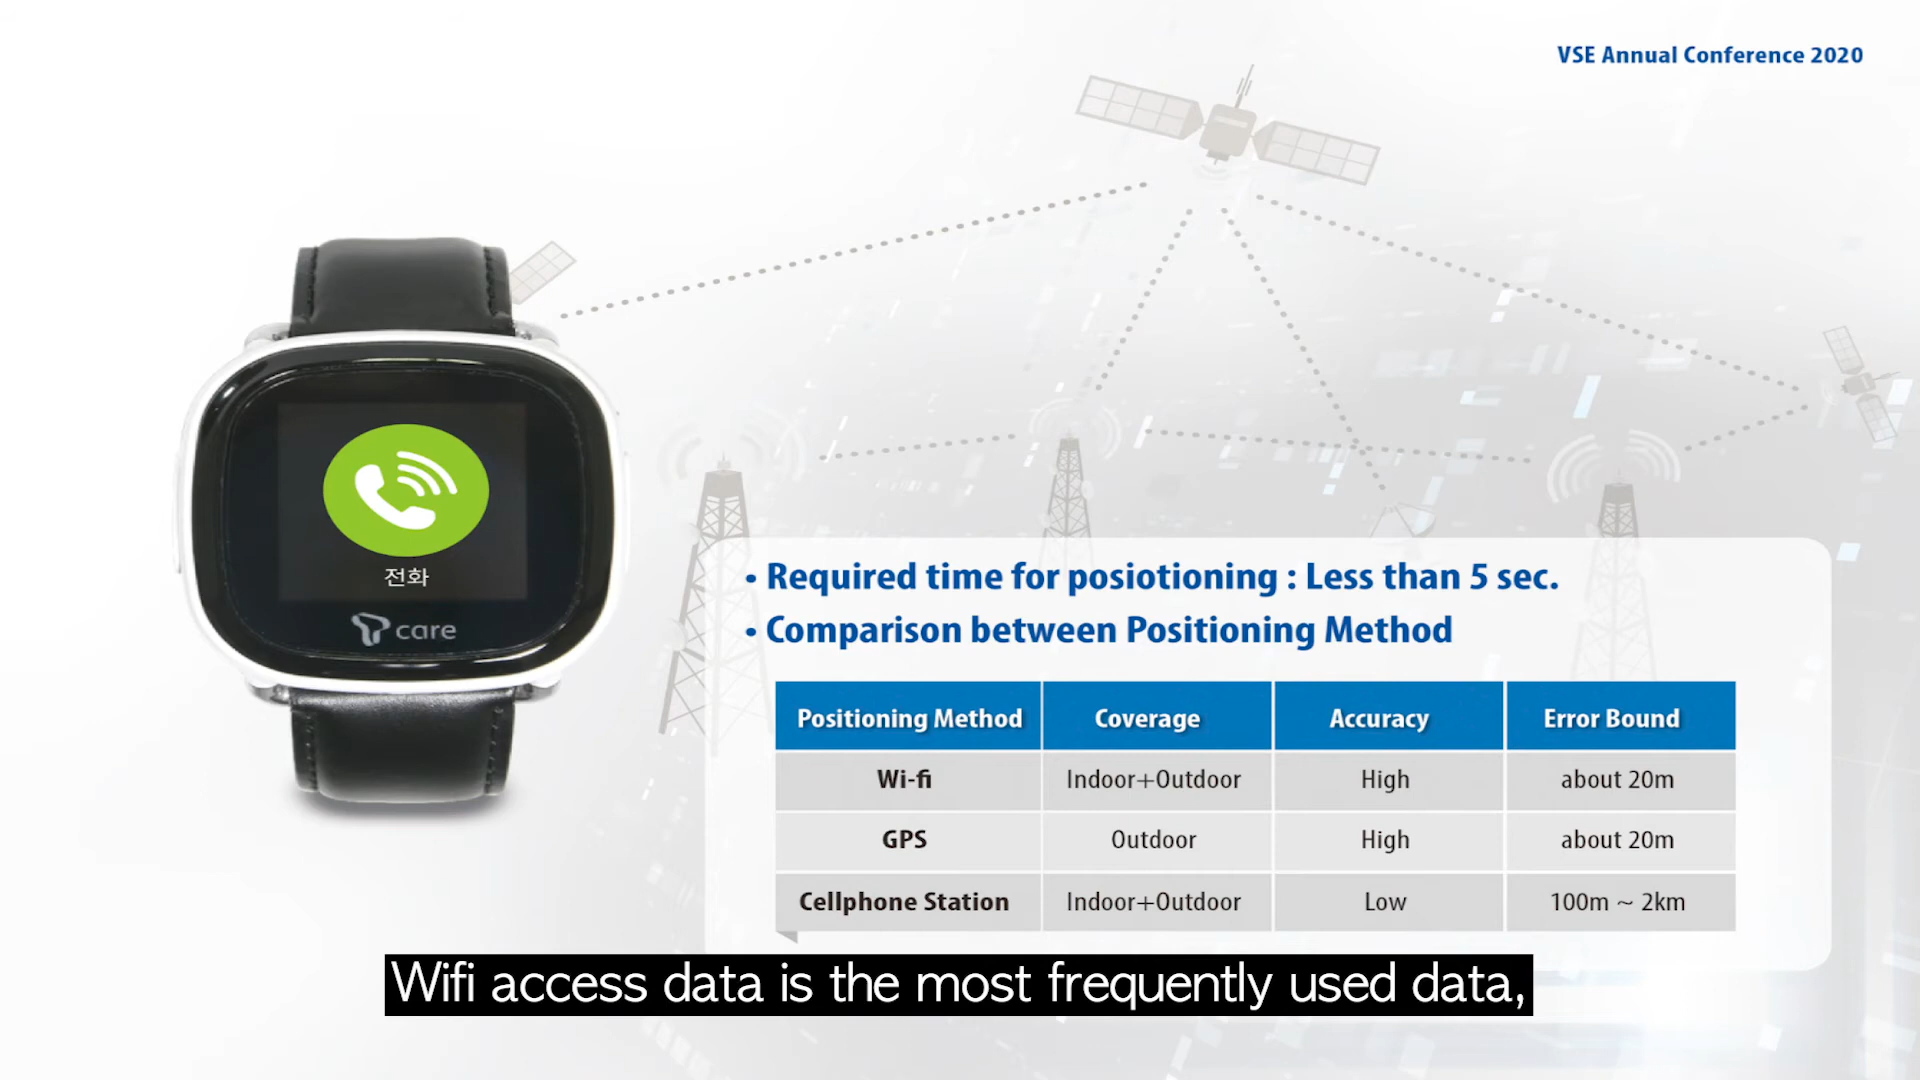 VSE Annual Conference 2020
전화
care
• Required time for posiotioning : Less than 5 sec.
• Comparison between Positioning Method
Positioning Method Coverage Accuracy Error Bound
Wi-fi Indoor+Outdoor High about 20m
GPS Outdoor High about 20m
Cellphone Station Indoor+Outdoor Low 100m ~ 2km
Wifi access data is the most frequently used data,